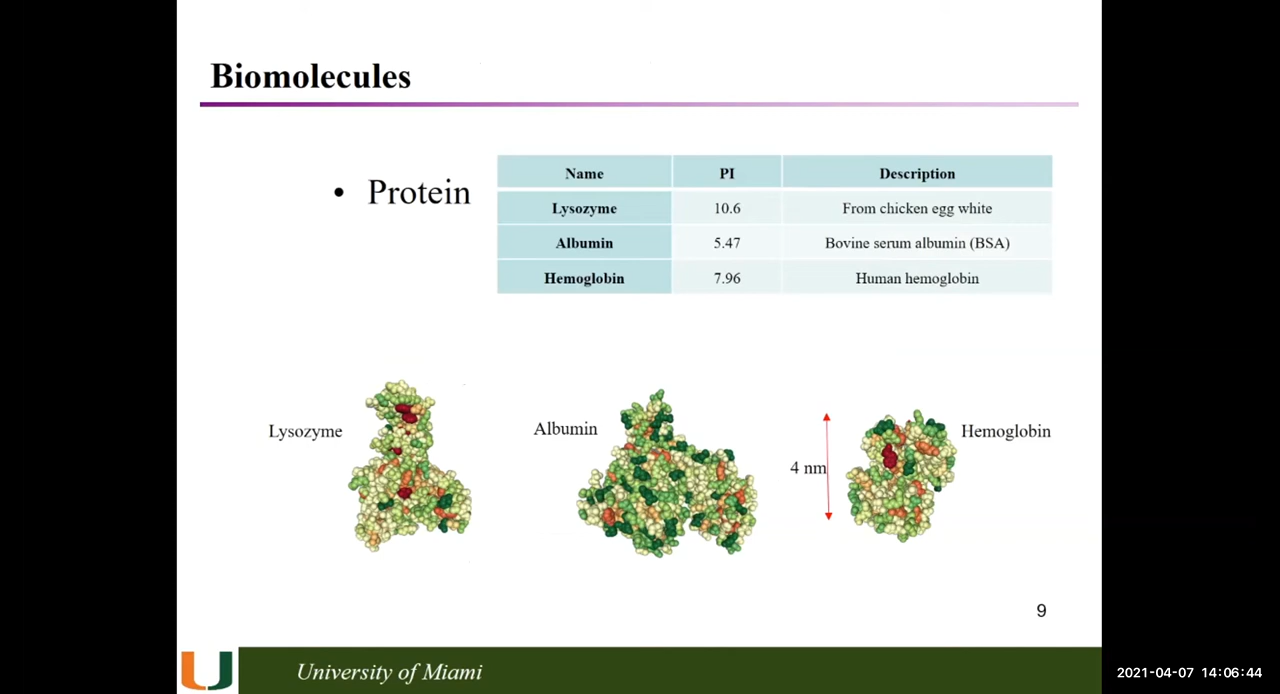 Biomolecules
• Protein
Name PI Description
Lysozyme 10.6 From chicken egg white
Albumin 5.47 Bovine serum albumin (BSA)
Hemoglobin 7.96 Human hemoglobin
Lysozyme
Albumin
4 nm
Hemoglobin
9
University of Miami
2021-04-07 14:06:44